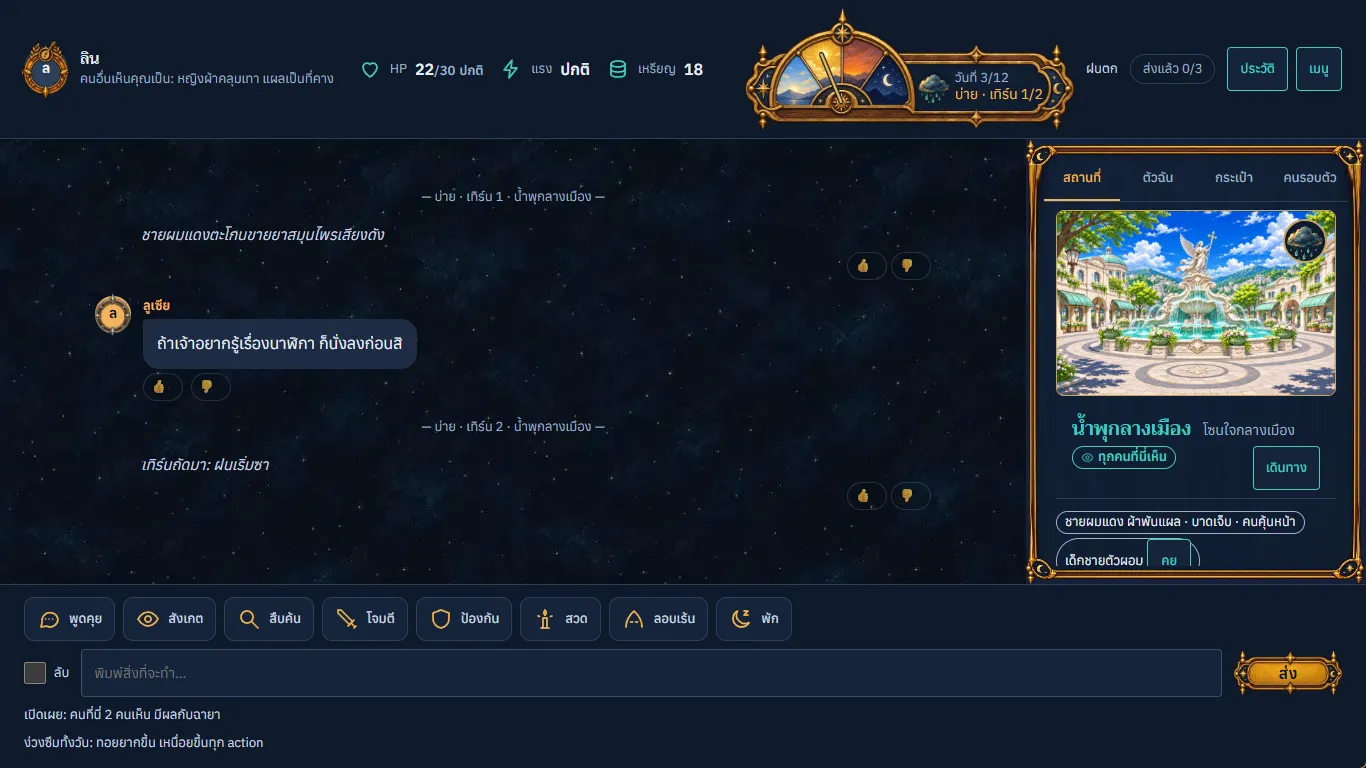 ล
ลิน
คนอื่นเห็นคุณเป็น: หญิงผ้าคลุมเทา แผลเป็นที่คาง
HP 22/30 ปกติ
แรง ปกติ
เหรียญ 18
วันที่ 3/12
บ่าย · เทิร์น 1/2
ฝนตก
ส่งแล้ว 0/3
ประวัติ
เมนู
— บ่าย · เทิร์น 1 · น้ำพุกลางเมือง —
ชายผมแดงตะโกนขายยาสมุนไพรเสียงดัง
ล
ลูเซีย
ถ้าเจ้าอยากรู้เรื่องนาฬิกา ก็นั่งลงก่อนสิ
— บ่าย · เทิร์น 2 · น้ำพุกลางเมือง —
เทิร์นถัดมา: ฝนเริ่มซา
สถานที่
ตัวฉัน
กระเป๋า
คนรอบตัว
น้ำพุกลางเมือง โซนใจกลางเมือง
ทุกคนที่นี่เห็น
เดินทาง
ชายผมแดง ผ้าพันแผล · บาดเจ็บ · คนคุ้นหน้า
เด็กชายตัวผอม คุย
พูดคุย
สังเกต
สืบค้น
โจมตี
ป้องกัน
สวด
ลอบเร้น
พัก
ลับ
พิมพ์สิ่งที่จะทำ...
ส่ง
เปิดเผย: คนที่นี่ 2 คนเห็น มีผลกับฉายา
ง่วงซึมทั้งวัน: ทอยยากขึ้น เหนื่อยขึ้นทุก action